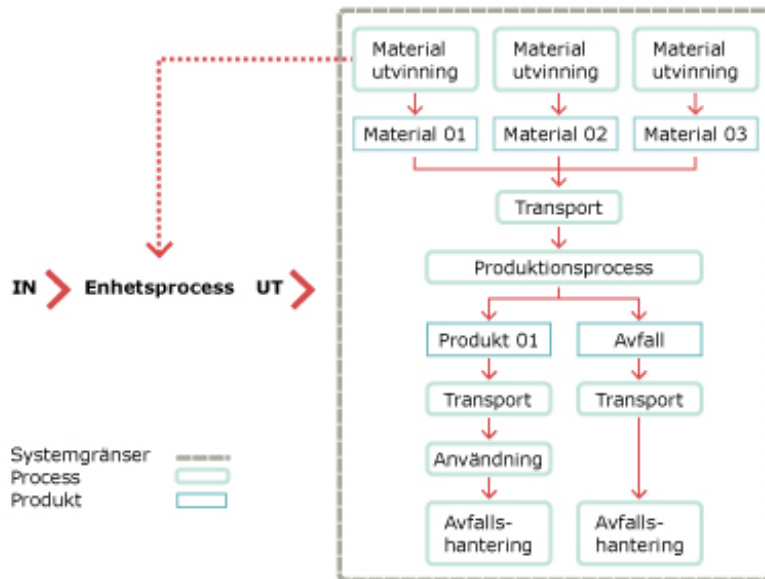 Material
utvinning
Material
utvinning
Material
utvinning
Material 01
Material 02
Material 03
Transport
Produktionsprocess
IN
Enhetsprocess
UT
Produkt 01
Avfall
Transport
Transport
Användning
Avfalls-
hantering
Avfalls-
hantering
Systemgränser
Process
Produkt